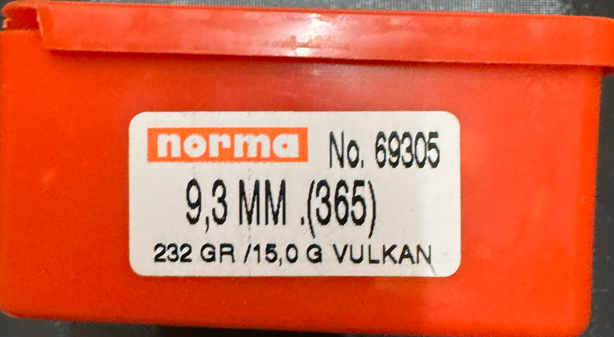 norma No. 69305
9,3 MM .(365)
232 GR /15,0 G VULKAN